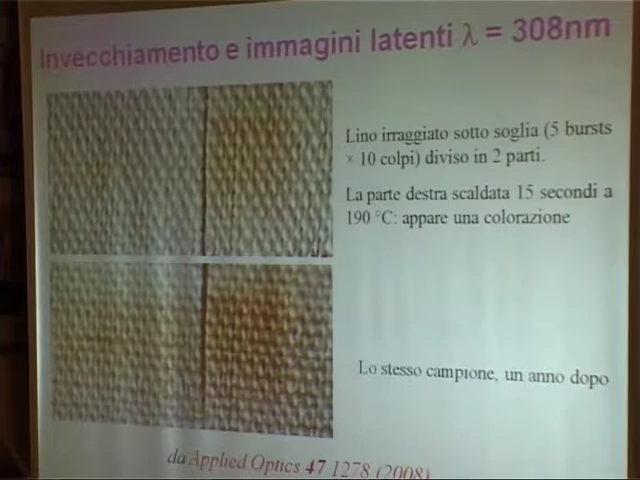 Invecchiamento e immagini latenti λ = 308nm
Lino irraggiato sotto soglia (5 bursts
× 10 colpi) diviso in 2 parti.
La parte destra scaldata 15 secondi a
190 °C: appare una colorazione
Lo stesso campione, un anno dopo
da Applied Optics 47 1278 (2008)